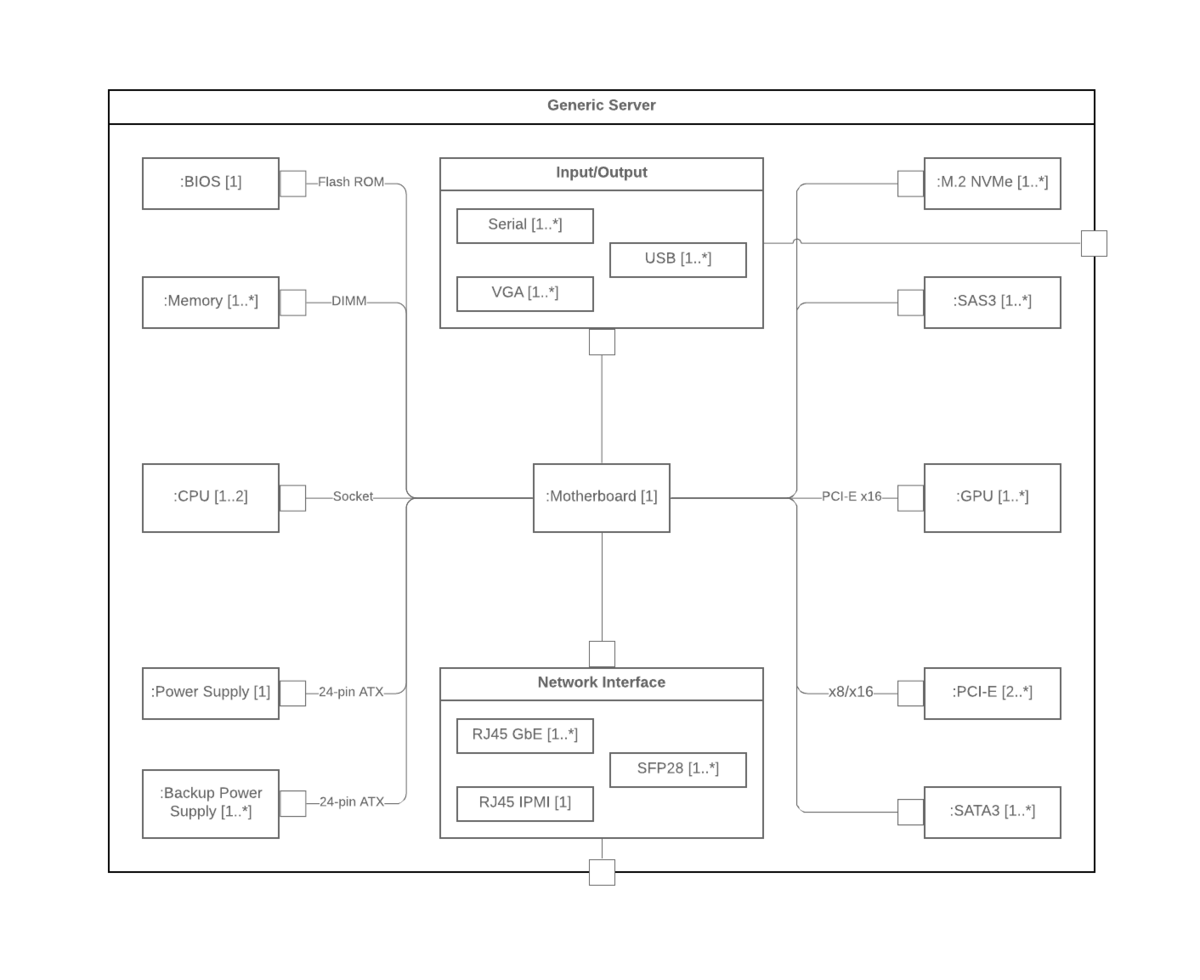 Generic Server
:BIOS [1]
Flash ROM
Input/Output
:M.2 NVMe [1..*]
Serial [1..*]
USB [1..*]
VGA [1..*]
:Memory [1..*]
DIMM
:SAS3 [1..*]
:CPU [1..2]
Socket
:Motherboard [1]
PCI-E x16
:GPU [1..*]
:Power Supply [1]
24-pin ATX
Network Interface
x8/x16
:PCI-E [2..*]
RJ45 GbE [1..*]
SFP28 [1..*]
RJ45 IPMI [1]
:Backup Power
Supply [1..*]
24-pin ATX
:SATA3 [1..*]